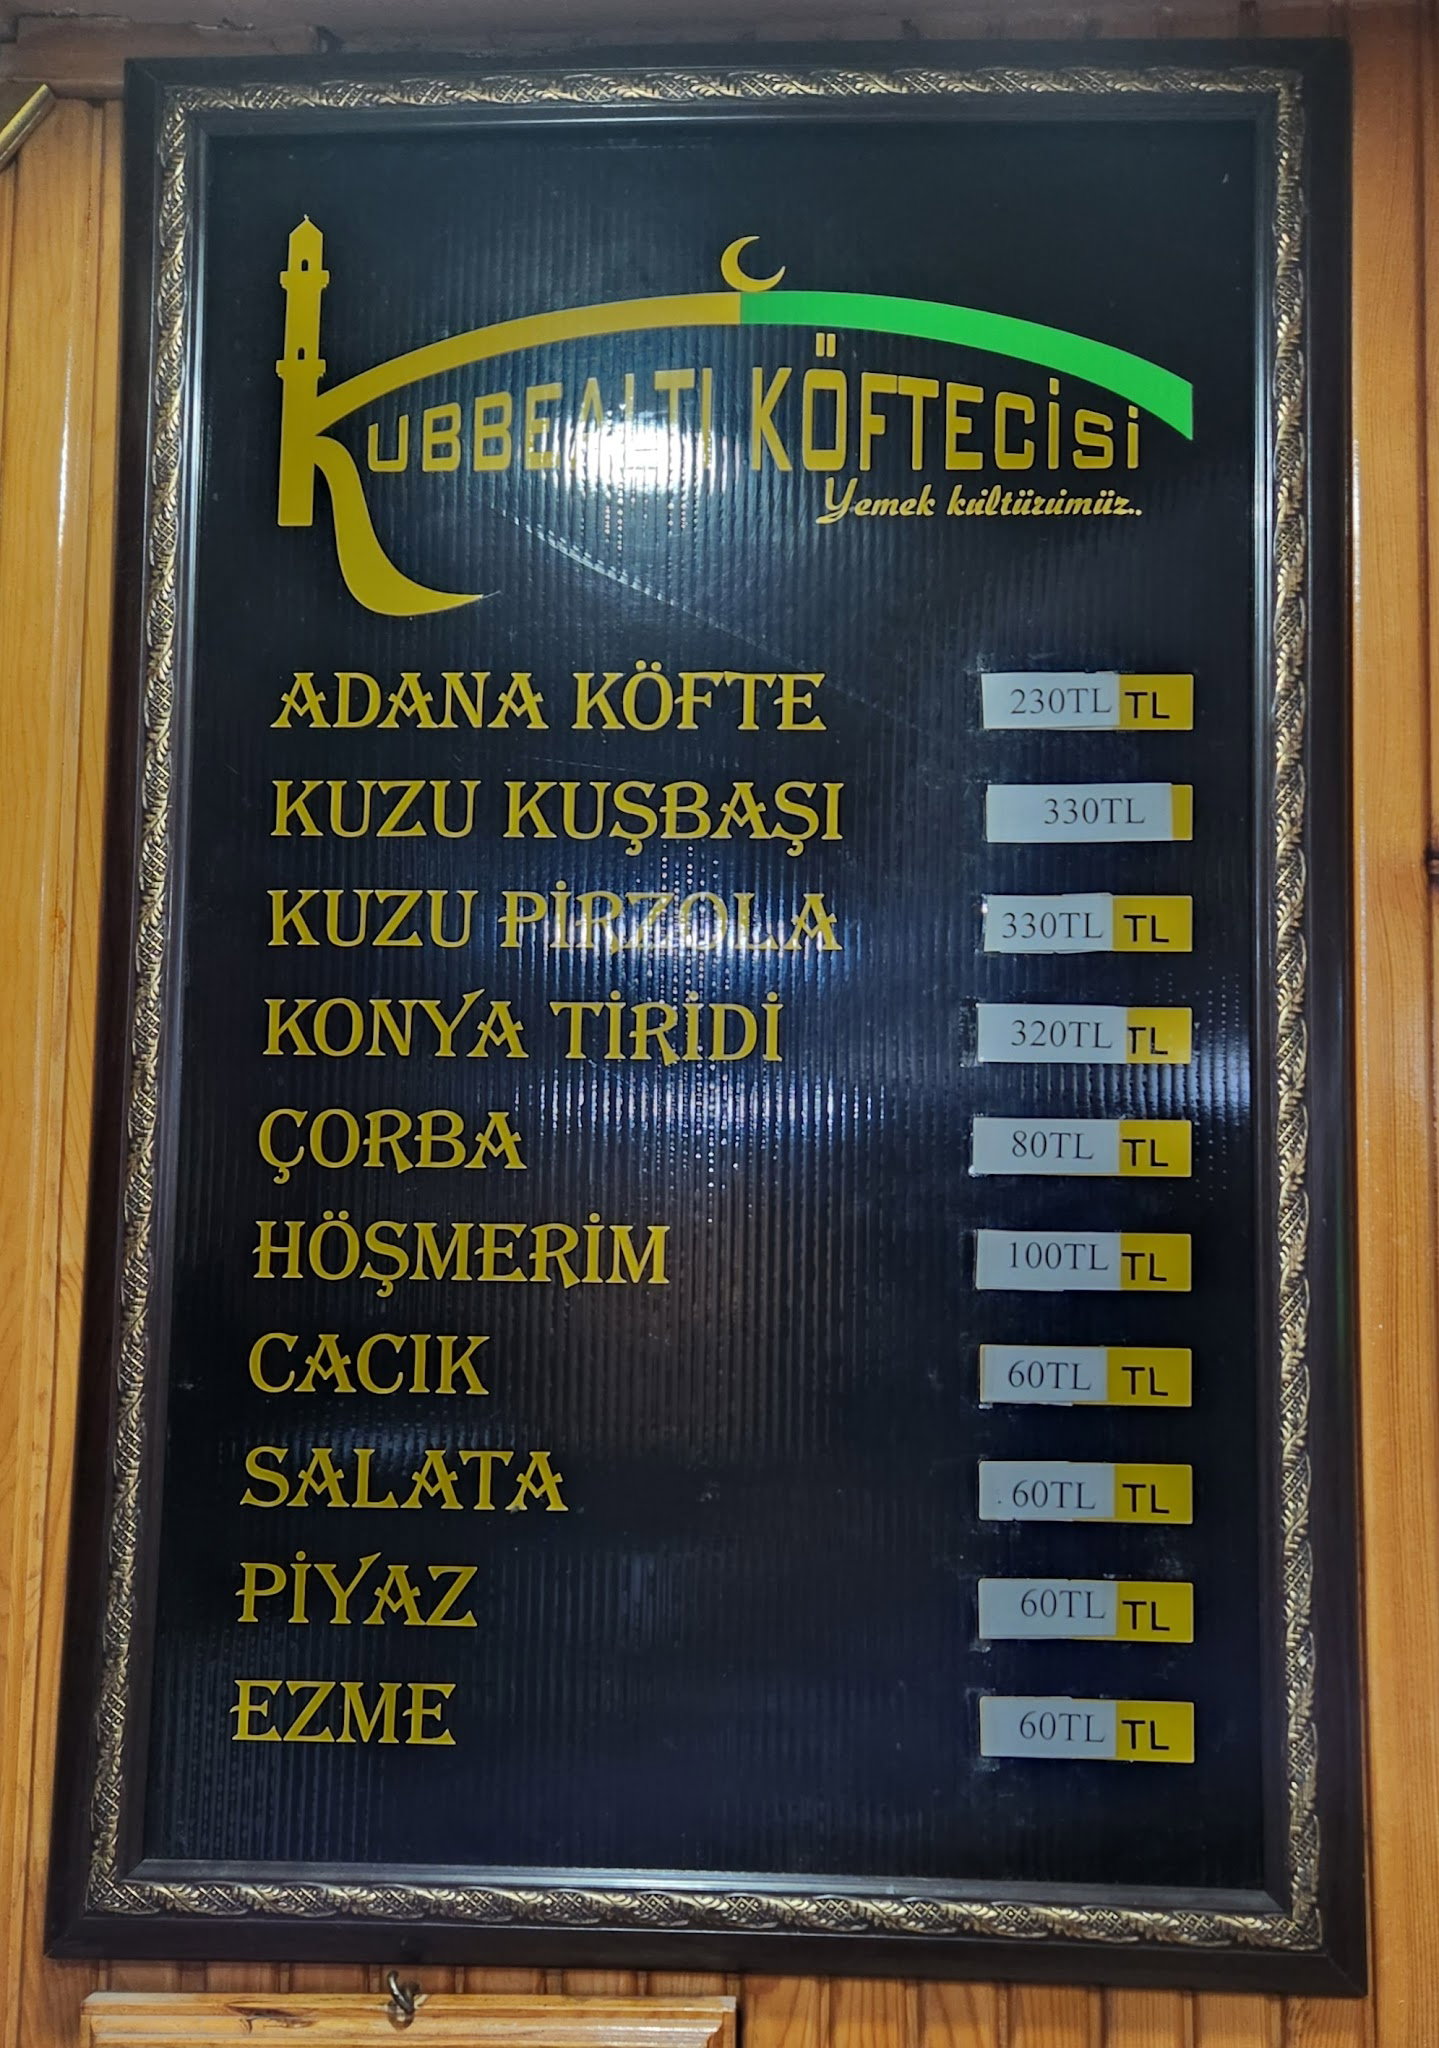 KUBBEALTI KÖFTECİSİ
Yemek kültürümüz..
ADANA KÖFTE 230TL TL
KUZU KUŞBAŞI 330TL
KUZU PİRZOLA 330TL TL
KONYA TİRİDİ 320TL TL
ÇORBA 80TL TL
HÖŞMERİM 100TL TL
CACIK 60TL TL
SALATA 60TL TL
PİYAZ 60TL TL
EZME 60TL TL